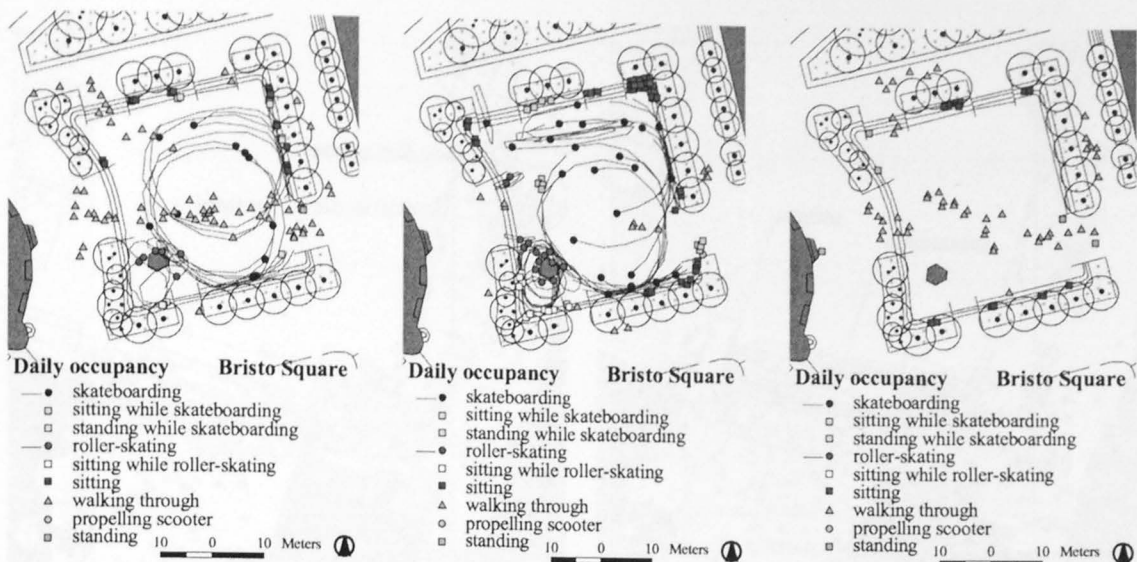 Daily occupancy Bristo Square
skateboarding
sitting while skateboarding
standing while skateboarding
roller-skating
sitting while roller-skating
sitting
walking through
propelling scooter
standing
10 0 10 Meters
Daily occupancy Bristo Square
skateboarding
sitting while skateboarding
standing while skateboarding
roller-skating
sitting while roller-skating
sitting
walking through
propelling scooter
standing
10 0 10 Meters
Daily occupancy Bristo Square
skateboarding
sitting while skateboarding
standing while skateboarding
roller-skating
sitting while roller-skating
sitting
walking through
propelling scooter
standing
10 0 10 Meters